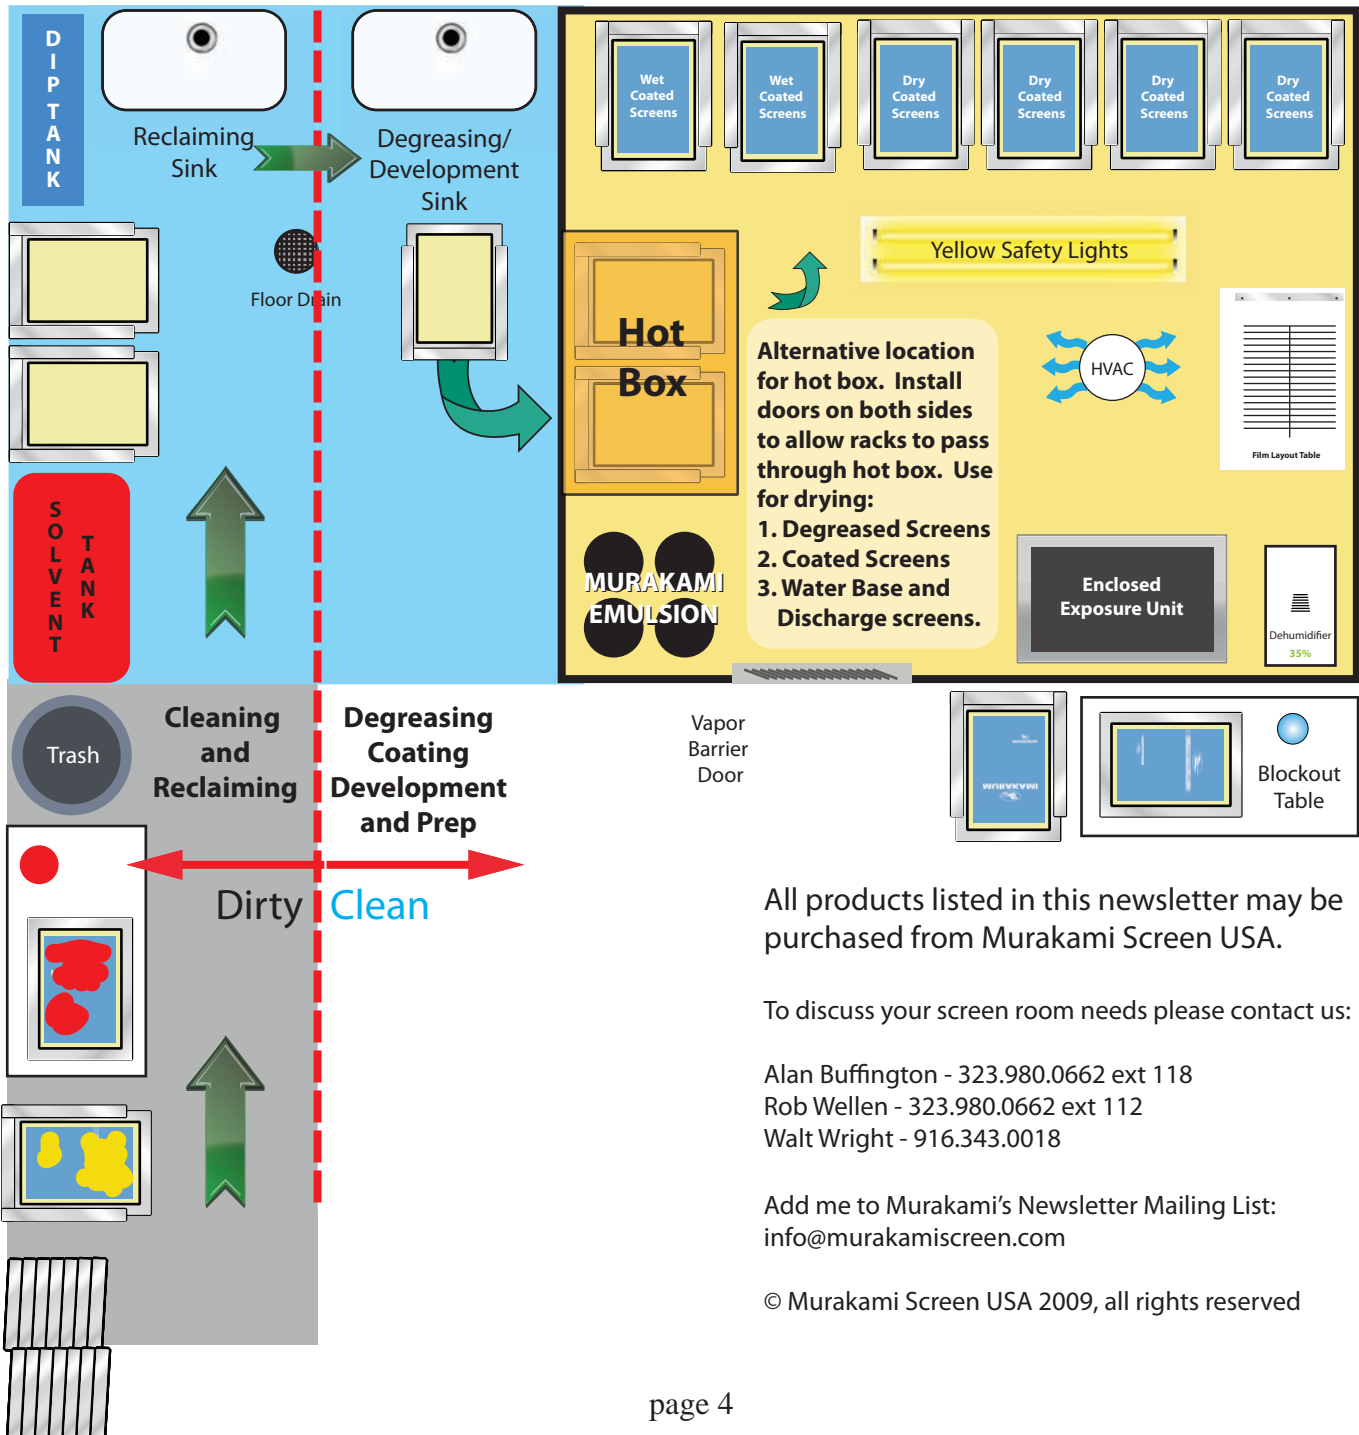 DIP TANK
Reclaiming
Sink
Degreasing/
Development
Sink
Floor Drain
Wet
Coated
Screens
Wet
Coated
Screens
Dry
Coated
Screens
Dry
Coated
Screens
Dry
Coated
Screens
Dry
Coated
Screens
Yellow Safety Lights
Hot
Box
Alternative location
for hot box.  Install
doors on both sides
to allow racks to pass
through hot box.  Use
for drying:
1. Degreased Screens
2. Coated Screens
3. Water Base and
Discharge screens.
HVAC
Film Layout Table
SOLVENT
TANK
MURAKAMI
EMULSION
Enclosed
Exposure Unit
Dehumidifier
35%
Trash
Cleaning
and
Reclaiming
Degreasing
Coating
Development
and Prep
Vapor
Barrier
Door
MURAKAMI
Blockout
Table
Dirty
Clean
All products listed in this newsletter may be
purchased from Murakami Screen USA.
To discuss your screen room needs please contact us:
Alan Buffington - 323.980.0662 ext 118
Rob Wellen - 323.980.0662 ext 112
Walt Wright - 916.343.0018
Add me to Murakami’s Newsletter Mailing List:
info@murakamiscreen.com
© Murakami Screen USA 2009, all rights reserved
page 4